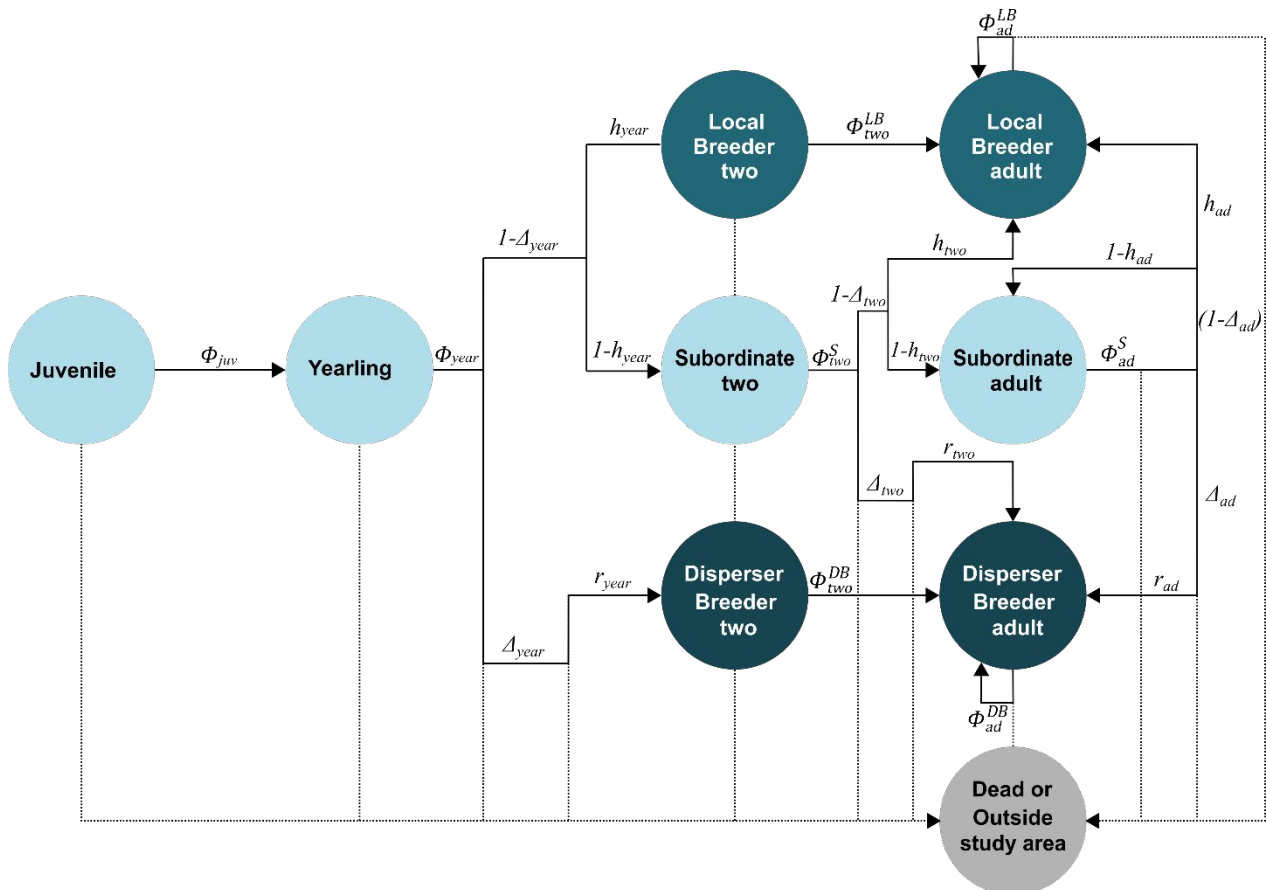 Φ_ad^LB
h_year
Local
Breeder
two
Φ_two^LB
Local
Breeder
adult
h_ad
1-Δ_year
h_two
1-h_ad
1-Δ_two
(1-Δ_ad)
Juvenile
Φ_juv
Yearling
Φ_year
1-h_year
Subordinate
two
Φ_two^S
1-h_two
Subordinate
adult
Φ_ad^S
r_two
Δ_two
Δ_ad
r_year
Disperser
Breeder
two
Φ_two^DB
Disperser
Breeder
adult
r_ad
Δ_year
Φ_ad^DB
Dead or
Outside
study area